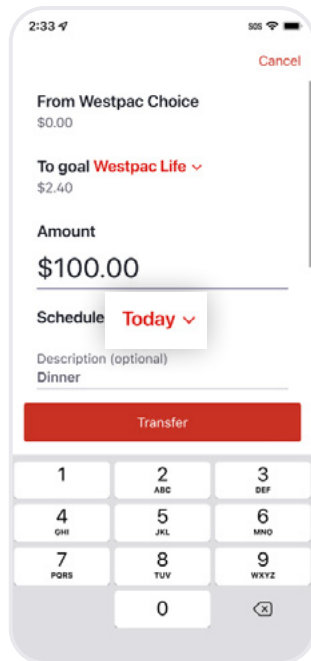 2:33
SOS
Cancel
From Westpac Choice
$0.00
To goal Westpac Life
$2.40
Amount
$100.00
Schedule Today
Description (optional)
Dinner
Transfer
1 2 3
ABC DEF
4 5 6
GHI JKL MNO
7 8 9
PQRS TUV WXYZ
0